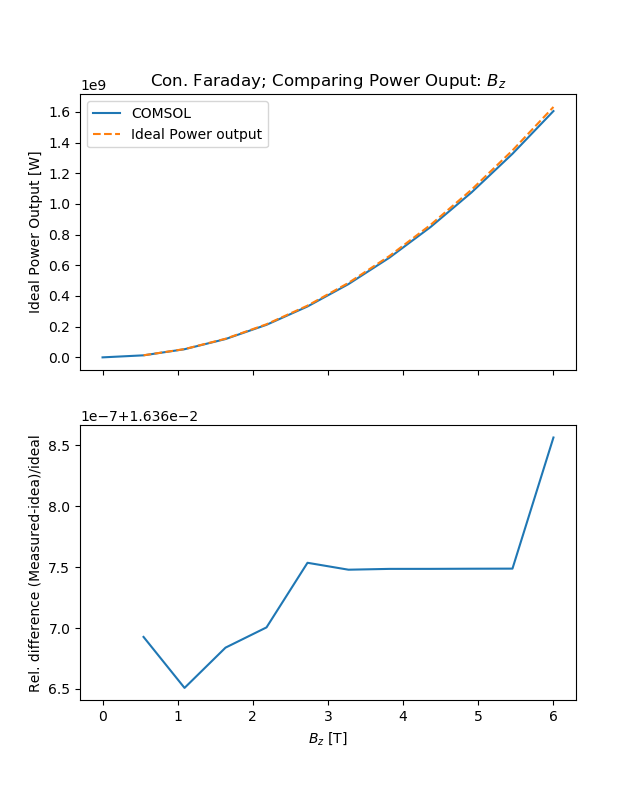 Con. Faraday; Comparing Power Ouput: B_z
1e9
COMSOL
Ideal Power output
Ideal Power Output [W]
1.6
1.4
1.2
1.0
0.8
0.6
0.4
0.2
0.0
1e−7+1.636e−2
Rel. difference (Measured-idea)/ideal
8.5
8.0
7.5
7.0
6.5
0 1 2 3 4 5 6
B_z [T]